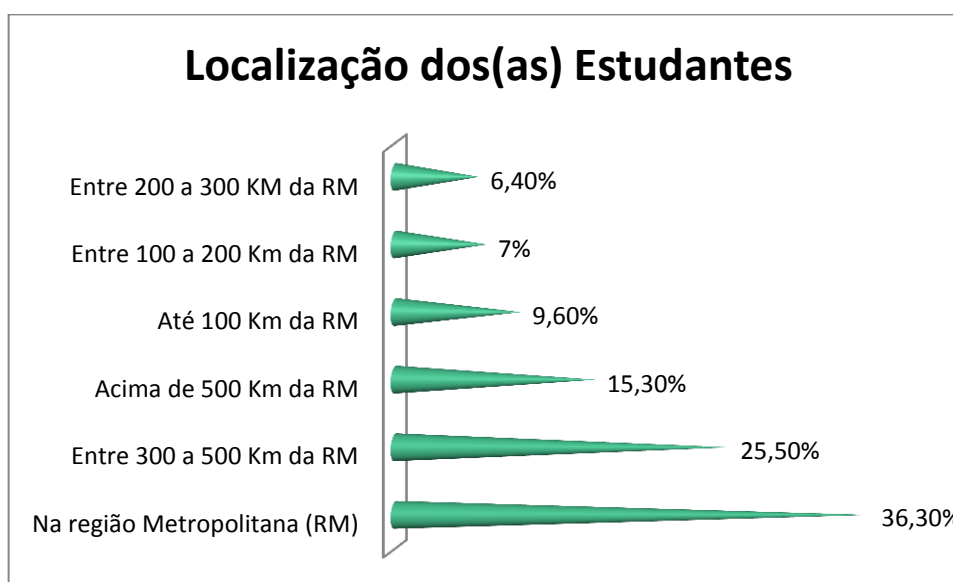 Localização dos(as) Estudantes
Entre 200 a 300 KM da RM 6,40%
Entre 100 a 200 Km da RM 7%
Até 100 Km da RM 9,60%
Acima de 500 Km da RM 15,30%
Entre 300 a 500 Km da RM 25,50%
Na região Metropolitana (RM) 36,30%